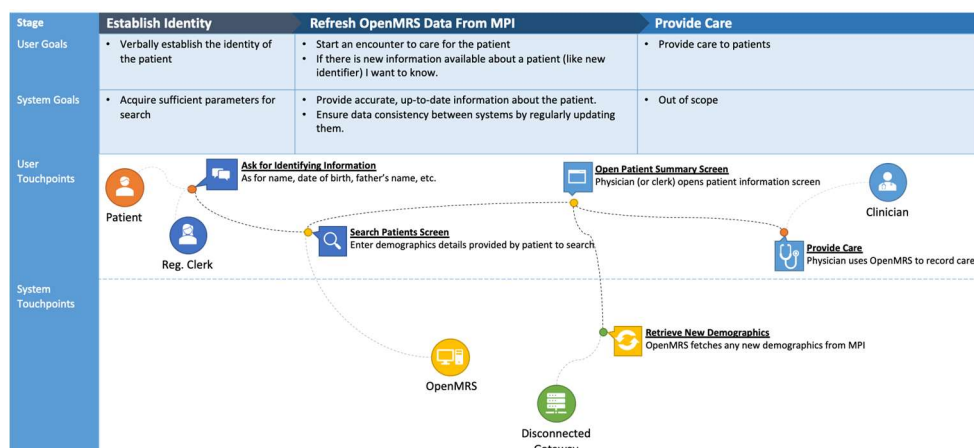 Stage
Establish Identity
Refresh OpenMRS Data From MPI
Provide Care
User Goals
• Verbally establish the identity of
the patient
• Start an encounter to care for the patient
• If there is new information available about a patient (like new
identifier) I want to know.
• Provide care to patients
System Goals
• Acquire sufficient parameters for
search
• Provide accurate, up-to-date information about the patient.
• Ensure data consistency between systems by regularly updating
them.
• Out of scope
User
Touchpoints
Patient
Reg. Clerk
Ask for Identifying Information
As for name, date of birth, father's name, etc.
Search Patients Screen
Enter demographics details provided by patient to search
Open Patient Summary Screen
Physician (or clerk) opens patient information screen
Clinician
Provide Care
Physician uses OpenMRS to record care
System
Touchpoints
OpenMRS
Retrieve New Demographics
OpenMRS fetches any new demographics from MPI
Disconnected
Gateway